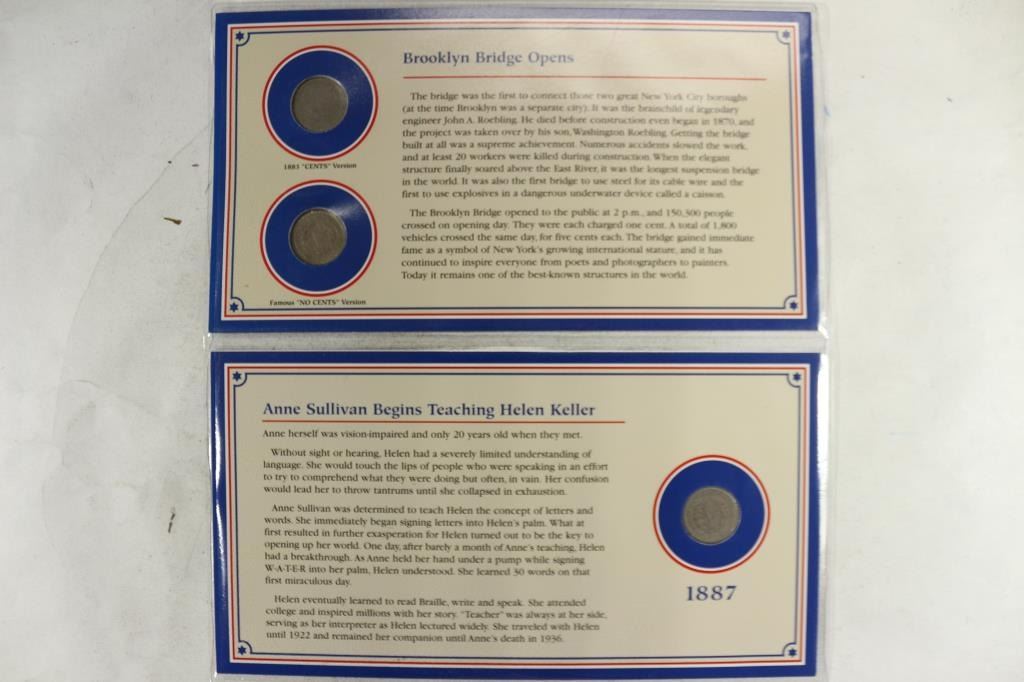 Brooklyn Bridge Opens
The bridge was the first to connect those two great New York City boroughs
(at the time Brooklyn was a separate city). It was the brainchild of legendary
engineer John A. Roebling. He died before construction even began in 1870, and
the project was taken over by his son, Washington Roebling. Getting the bridge
built at all was a supreme achievement. Numerous accidents slowed the work,
and at least 20 workers were killed during construction. When the elegant
structure finally soared above the East River, it was the longest suspension bridge
in the world. It was also the first bridge to use steel for its cable wire and the
first to use explosives in a dangerous underwater device called a caisson.
The Brooklyn Bridge opened to the public at 2 p.m., and 150,300 people
crossed on opening day. They were each charged one cent. A total of 1,800
vehicles crossed the same day, for five cents each. The bridge gained immediate
fame as a symbol of New York's growing international stature, and it has
continued to inspire everyone from poets and photographers to painters.
Today it remains one of the best-known structures in the world.
1883 "CENTS" Version
Famous "NO CENTS" Version
Anne Sullivan Begins Teaching Helen Keller
Anne herself was vision-impaired and only 20 years old when they met.
Without sight or hearing, Helen had a severely limited understanding of
language. She would touch the lips of people who were speaking in an effort
to try to comprehend what they were doing but often, in vain. Her confusion
would lead her to throw tantrums until she collapsed in exhaustion.
Anne Sullivan was determined to teach Helen the concept of letters and
words. She immediately began signing letters into Helen's palm. What at
first resulted in further exasperation for Helen turned out to be the key to
opening up her world. One day, after barely a month of Anne's teaching, Helen
had a breakthrough. As Anne held her hand under a pump while signing
W-A-T-E-R into her palm, Helen understood. She learned 30 words on that
first miraculous day.
Helen eventually learned to read Braille, write and speak. She attended
college and inspired millions with her story. "Teacher" was always at her side,
serving as her interpreter as Helen lectured widely. She traveled with Helen
until 1922 and remained her companion until Anne's death in 1936.
1887